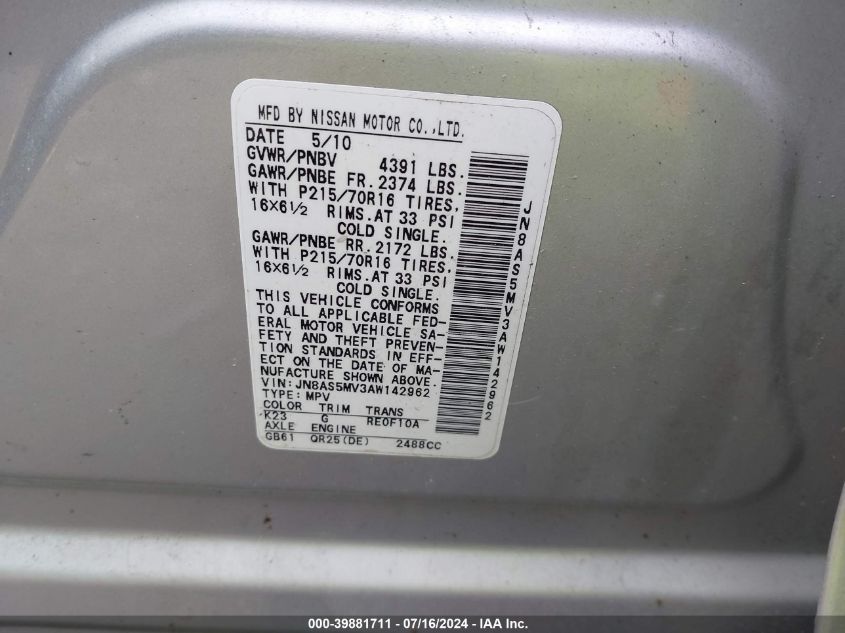 MFD BY NISSAN MOTOR CO.,LTD.
DATE 5/10
GVWR/PNBV 4391 LBS.
GAWR/PNBE FR. 2374 LBS.
WITH P215/70R16 TIRES,
16X6½ RIMS. AT 33 PSI
COLD SINGLE.
GAWR/PNBE RR. 2172 LBS.
WITH P215/70R16 TIRES,
16X6½ RIMS. AT 33 PSI
COLD SINGLE.
THIS VEHICLE CONFORMS
TO ALL APPLICABLE FED-
ERAL MOTOR VEHICLE SA-
FETY AND THEFT PREVEN-
TION STANDARDS IN EFF-
ECT ON THE DATE OF MA-
NUFACTURE SHOWN ABOVE.
VIN: JN8AS5MV3AW142962
TYPE: MPV
COLOR TRIM TRANS
K23 G RE0F10A
AXLE ENGINE
GB61 QR25(DE) 2488CC
JN8AS5MV3AW142962
000-39881711 - 07/16/2024 - IAA Inc.